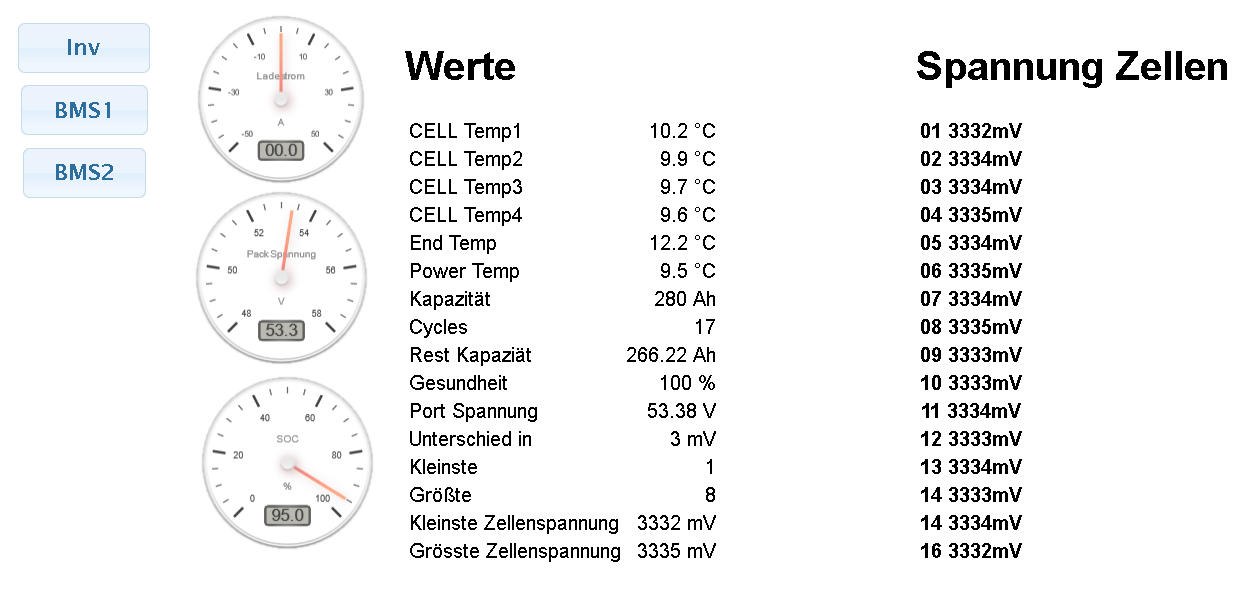 Inv
BMS1
BMS2
-10 10
Ladestrom
-30 30
A
-50 50
00.0
52 54
Pack Spannung
50 56
V
48 58
53.3
40 60
SOC
20 80
%
0 100
95.0
Werte
CELL Temp1 10.2 °C
CELL Temp2 9.9 °C
CELL Temp3 9.7 °C
CELL Temp4 9.6 °C
End Temp 12.2 °C
Power Temp 9.5 °C
Kapazität 280 Ah
Cycles 17
Rest Kapaziät 266.22 Ah
Gesundheit 100 %
Port Spannung 53.38 V
Unterschied in 3 mV
Kleinste 1
Größte 8
Kleinste Zellenspannung 3332 mV
Grösste Zellenspannung 3335 mV
Spannung Zellen
01 3332mV
02 3334mV
03 3334mV
04 3335mV
05 3334mV
06 3335mV
07 3334mV
08 3335mV
09 3333mV
10 3333mV
11 3334mV
12 3333mV
13 3334mV
14 3333mV
14 3334mV
16 3332mV